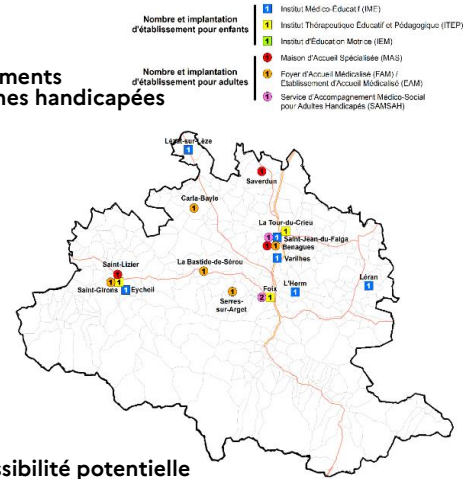 Nombre et implantation
d'établissement pour enfants
1 Institut Médico-Éducatif (IME)
1 Institut Thérapeutique Éducatif et Pédagogique (ITEP)
1 Institut d'Éducation Motrice (IEM)
Nombre et implantation
d'établissement pour adultes
1 Maison d'Accueil Spécialisée (MAS)
1 Foyer d'Accueil Médicalisé (FAM) /
Établissement d'Accueil Médicalisé (EAM)
1 Service d'Accompagnement Médico-Social
pour Adultes Handicapés (SAMSAH)
ments
nes handicapées
Lézat-sur-Lèze
1
1
Saverdun
Carla-Bayle
1
La Tour-du-Crieu
1
1 1 Saint-Jean-du-Falga
1 1 Benagues
1 Varilhes
Saint-Lizier
1
1 1
Saint-Girons 1 Eycheil
La Bastide-de-Sérou
1
Serres-
sur-Arget
1
Foix
2 1
L'Herm
1
Léran
1
ssibilité potentielle